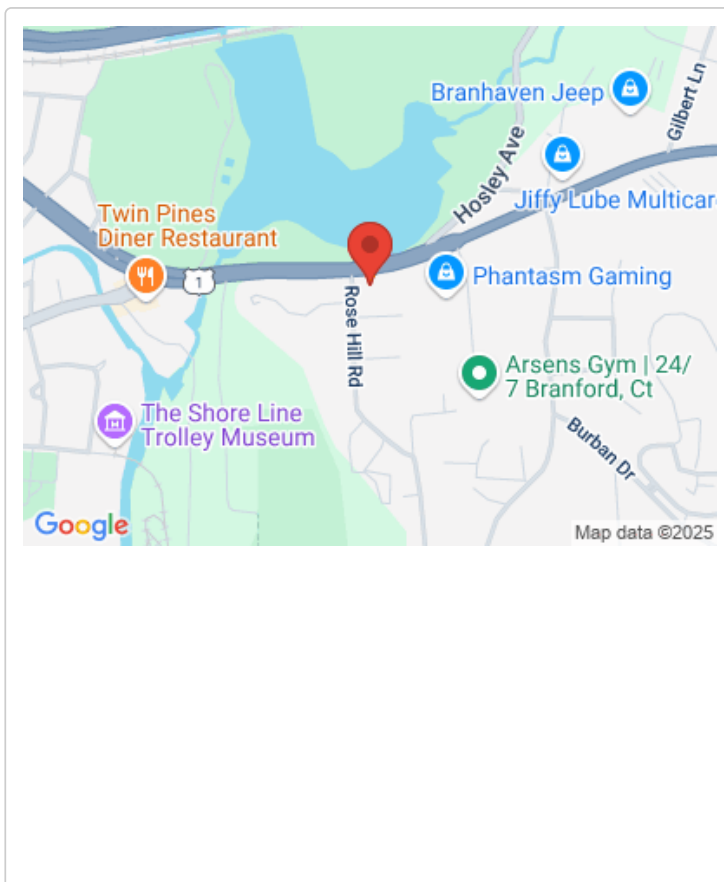 Gilbert Ln
Branhaven Jeep
Hosley Ave
Jiffy Lube Multicar
Twin Pines
Diner Restaurant
1
Phantasm Gaming
Rose Hill Rd
Arsens Gym | 24/
7 Branford, Ct
The Shore Line
Trolley Museum
Burban Dr
Google
Map data ©2025